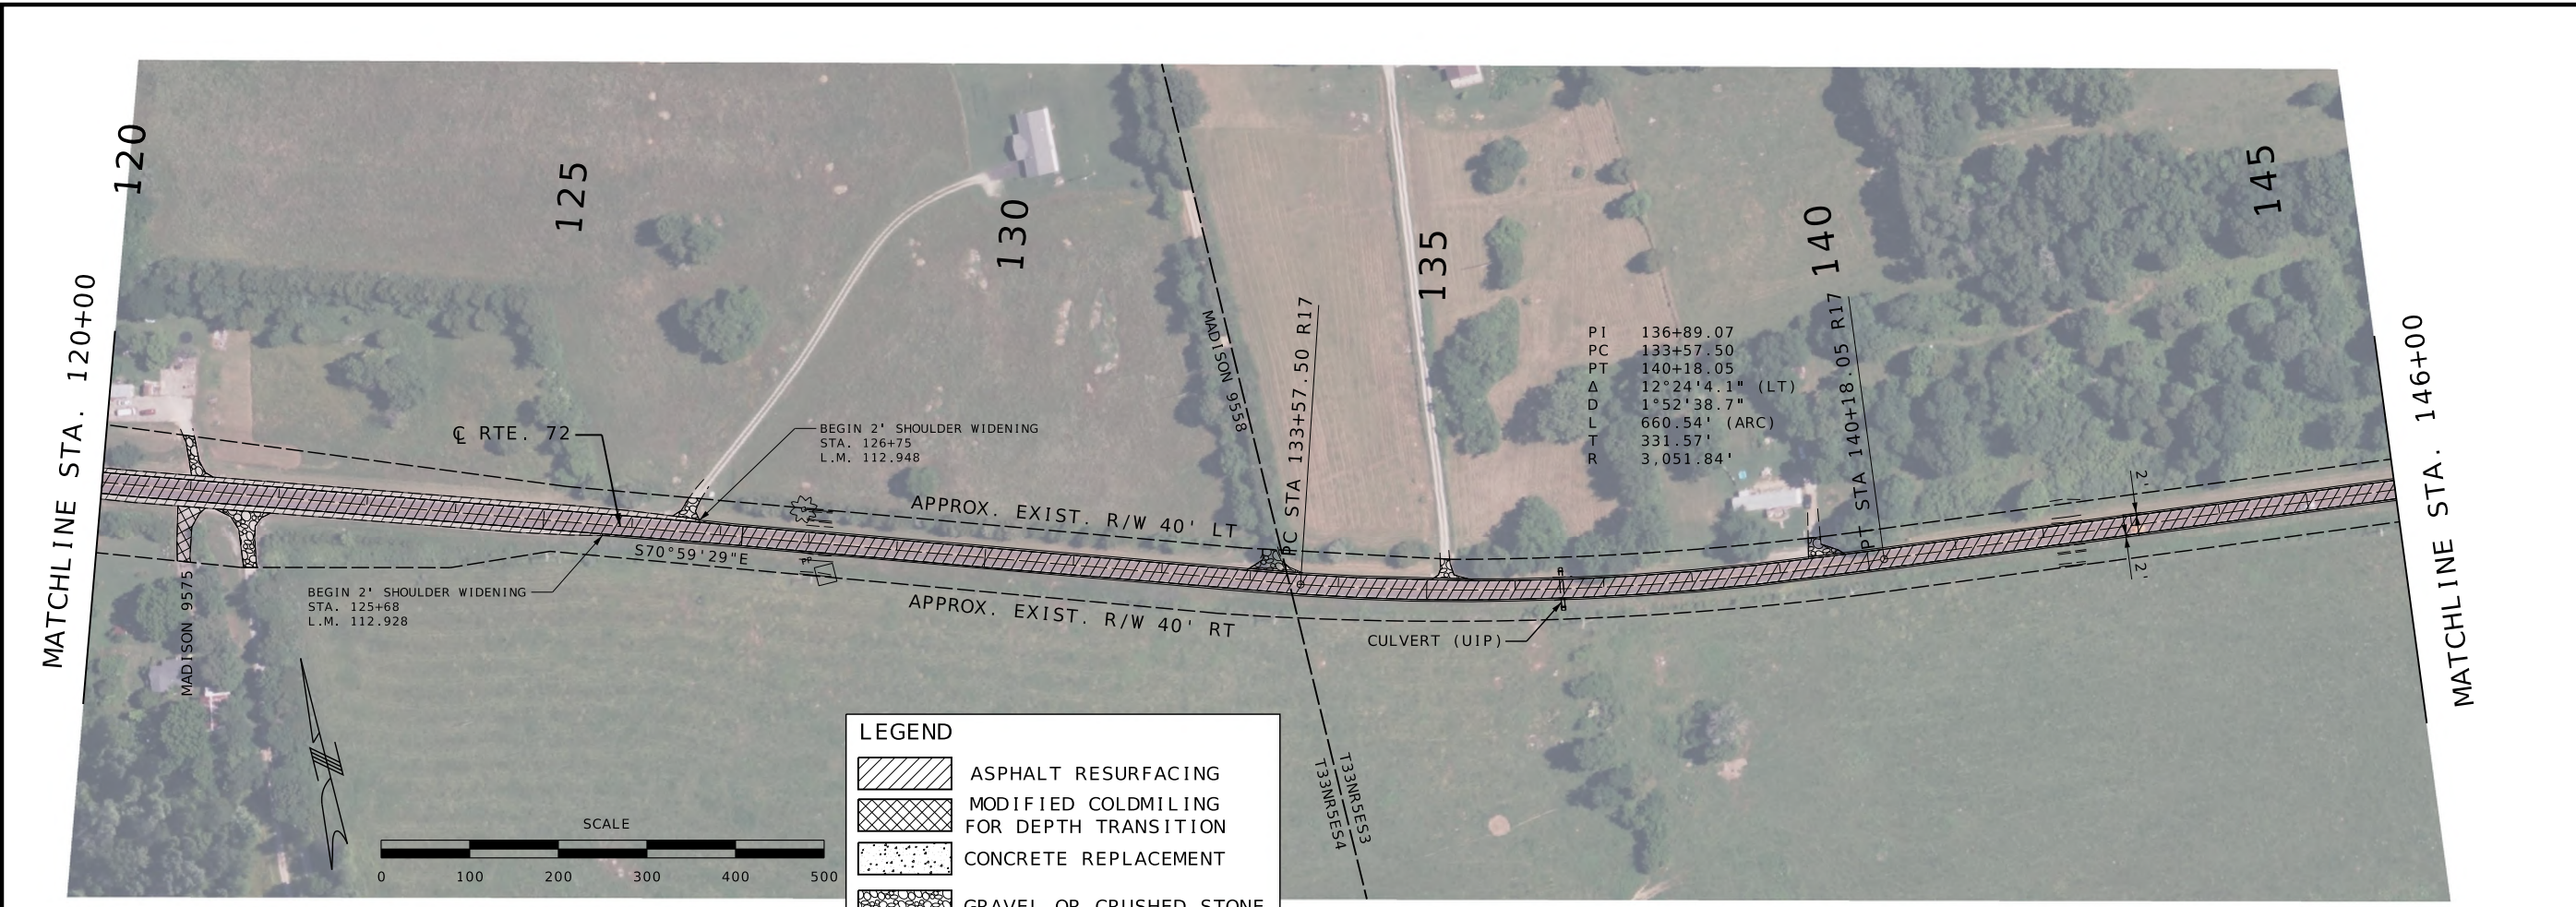 120
125
130
135
140
145
MATCHLINE STA. 120+00
MATCHLINE STA. 146+00
℄ RTE. 72
BEGIN 2' SHOULDER WIDENING
STA. 126+75
L.M. 112.948
BEGIN 2' SHOULDER WIDENING
STA. 125+68
L.M. 112.928
S70°59'29"E
APPROX. EXIST. R/W 40' LT
APPROX. EXIST. R/W 40' RT
MADISON 9575
MADISON 9558
PC STA 133+57.50 R17
PI 136+89.07
PC 133+57.50
PT 140+18.05
Δ 12°24'4.1" (LT)
D 1°52'38.7"
L 660.54' (ARC)
T 331.57'
R 3,051.84'
PT STA 140+18.05 R17
PP
CULVERT (UIP)
2'
2'
T33NR5ES3
T33NR5ES4
SCALE
0 100 200 300 400 500
LEGEND
ASPHALT RESURFACING
MODIFIED COLDMILING
FOR DEPTH TRANSITION
CONCRETE REPLACEMENT
GRAVEL OR CRUSHED STONE